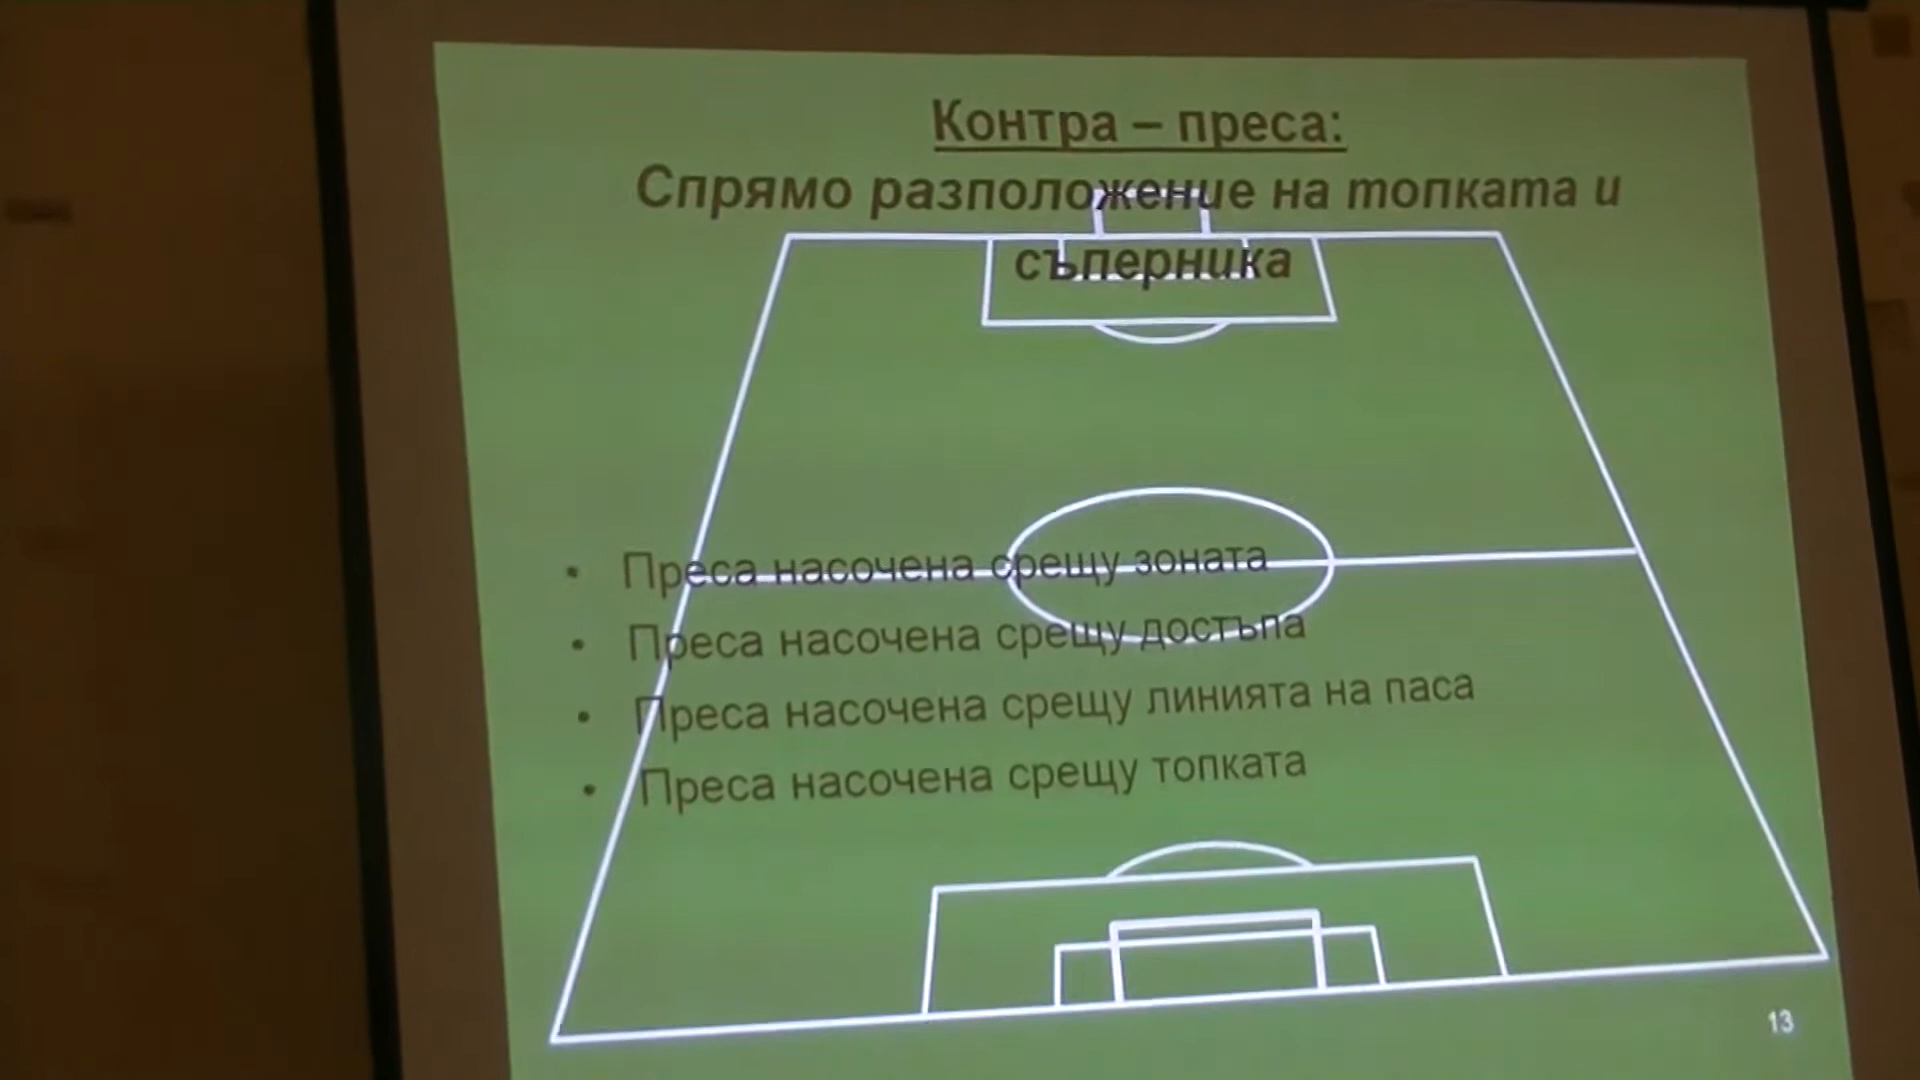 Контра – преса:
Спрямо разположение на топката и
съперника
• Преса насочена срещу зоната
• Преса насочена срещу достъпа
• Преса насочена срещу линията на паса
• Преса насочена срещу топката
13